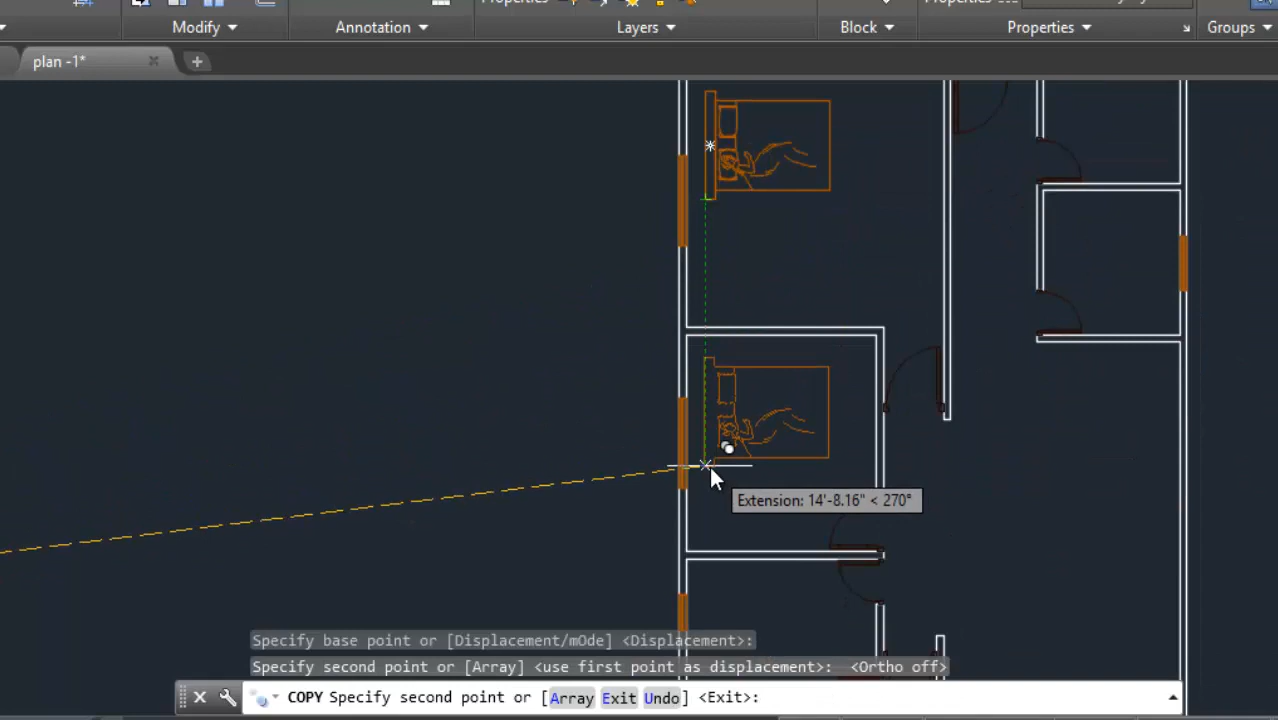 Properties
Modify Annotation Layers Block Properties Groups
plan -1*
Extension: 14'-8.16" < 270°
Specify base point or [Displacement/mOde] <Displacement>:
Specify second point or [Array] <use first point as displacement>: <Ortho off>
COPY Specify second point or [Array Exit Undo] <Exit>: